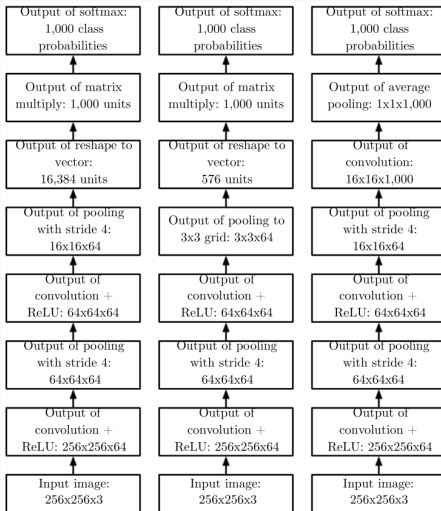 Output of softmax:
1,000 class
probabilities
Output of matrix
multiply: 1,000 units
Output of reshape to
vector:
16,384 units
Output of pooling
with stride 4:
16x16x64
Output of
convolution +
ReLU: 64x64x64
Output of pooling
with stride 4:
64x64x64
Output of
convolution +
ReLU: 256x256x64
Input image:
256x256x3
Output of softmax:
1,000 class
probabilities
Output of matrix
multiply: 1,000 units
Output of reshape to
vector:
576 units
Output of pooling to
3x3 grid: 3x3x64
Output of
convolution +
ReLU: 64x64x64
Output of pooling
with stride 4:
64x64x64
Output of
convolution +
ReLU: 256x256x64
Input image:
256x256x3
Output of softmax:
1,000 class
probabilities
Output of average
pooling: 1x1x1,000
Output of
convolution:
16x16x1,000
Output of pooling
with stride 4:
16x16x64
Output of
convolution +
ReLU: 64x64x64
Output of pooling
with stride 4:
64x64x64
Output of
convolution +
ReLU: 256x256x64
Input image:
256x256x3